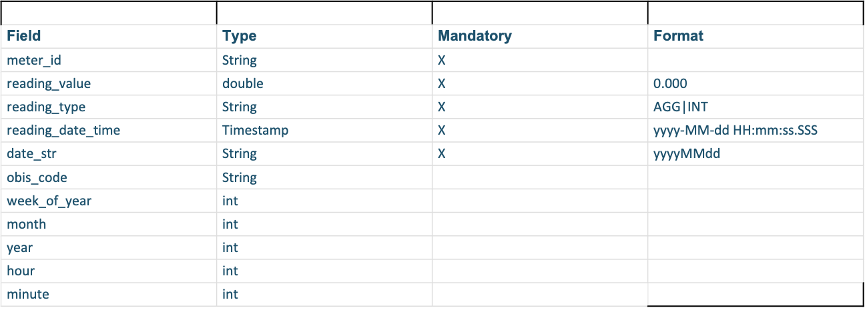 Field Type Mandatory Format
meter_id String X
reading_value double X 0.000
reading_type String X AGG|INT
reading_date_time Timestamp X yyyy-MM-dd HH:mm:ss.SSS
date_str String X yyyyMMdd
obis_code String
week_of_year int
month int
year int
hour int
minute int